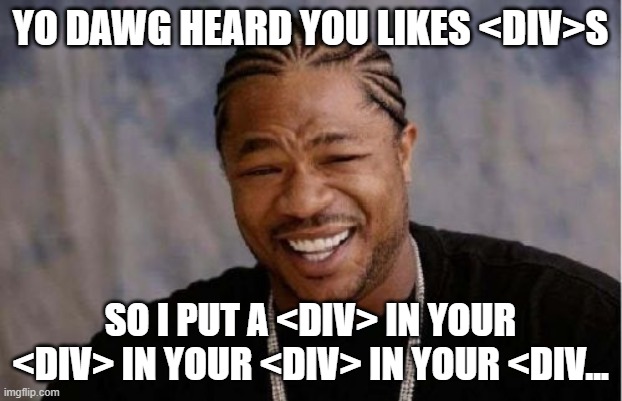 YO DAWG HEARD YOU LIKES <DIV>S
SO I PUT A <DIV> IN YOUR
<DIV> IN YOUR <DIV> IN YOUR <DIV...
imgflip.com